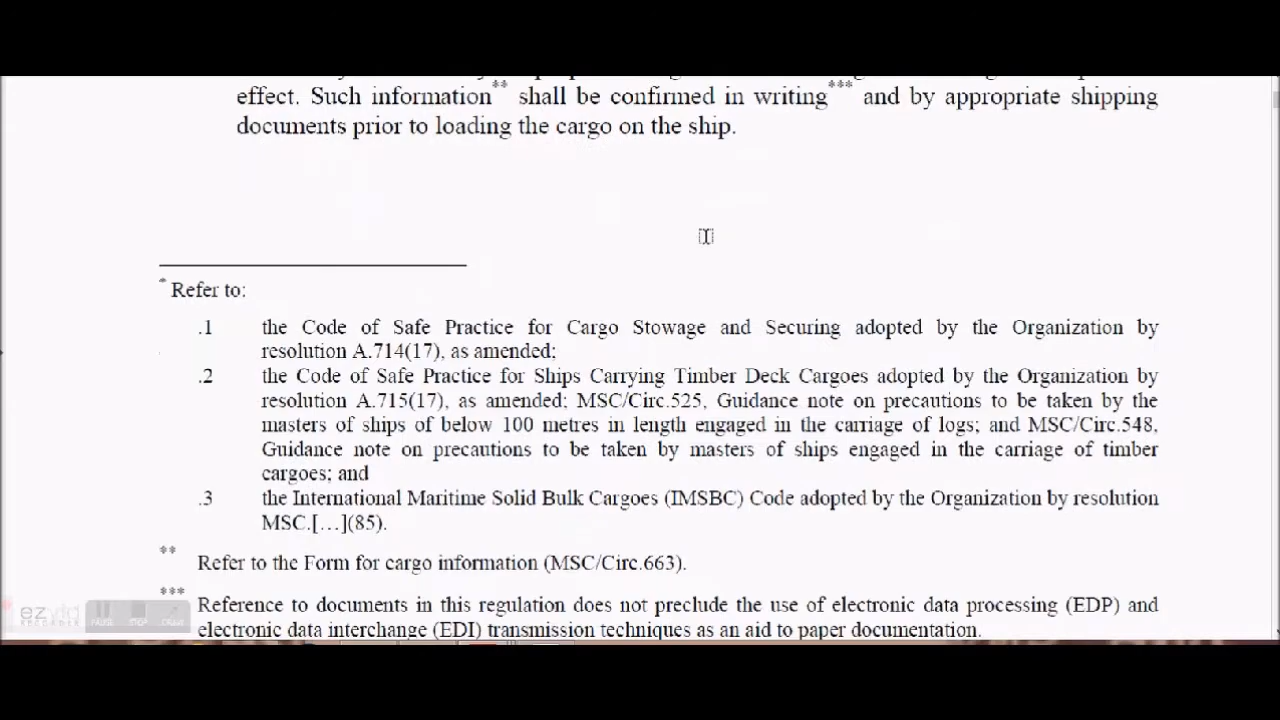 effect. Such information** shall be confirmed in writing*** and by appropriate shipping
documents prior to loading the cargo on the ship.
* Refer to:
.1 the Code of Safe Practice for Cargo Stowage and Securing adopted by the Organization by
resolution A.714(17), as amended;
.2 the Code of Safe Practice for Ships Carrying Timber Deck Cargoes adopted by the Organization by
resolution A.715(17), as amended; MSC/Circ.525, Guidance note on precautions to be taken by the
masters of ships of below 100 metres in length engaged in the carriage of logs; and MSC/Circ.548,
Guidance note on precautions to be taken by masters of ships engaged in the carriage of timber
cargoes; and
.3 the International Maritime Solid Bulk Cargoes (IMSBC) Code adopted by the Organization by resolution
MSC.[…](85).
** Refer to the Form for cargo information (MSC/Circ.663).
*** Reference to documents in this regulation does not preclude the use of electronic data processing (EDP) and
electronic data interchange (EDI) transmission techniques as an aid to paper documentation.
ezvid
RECORDER
PAUSE STOP DRAW